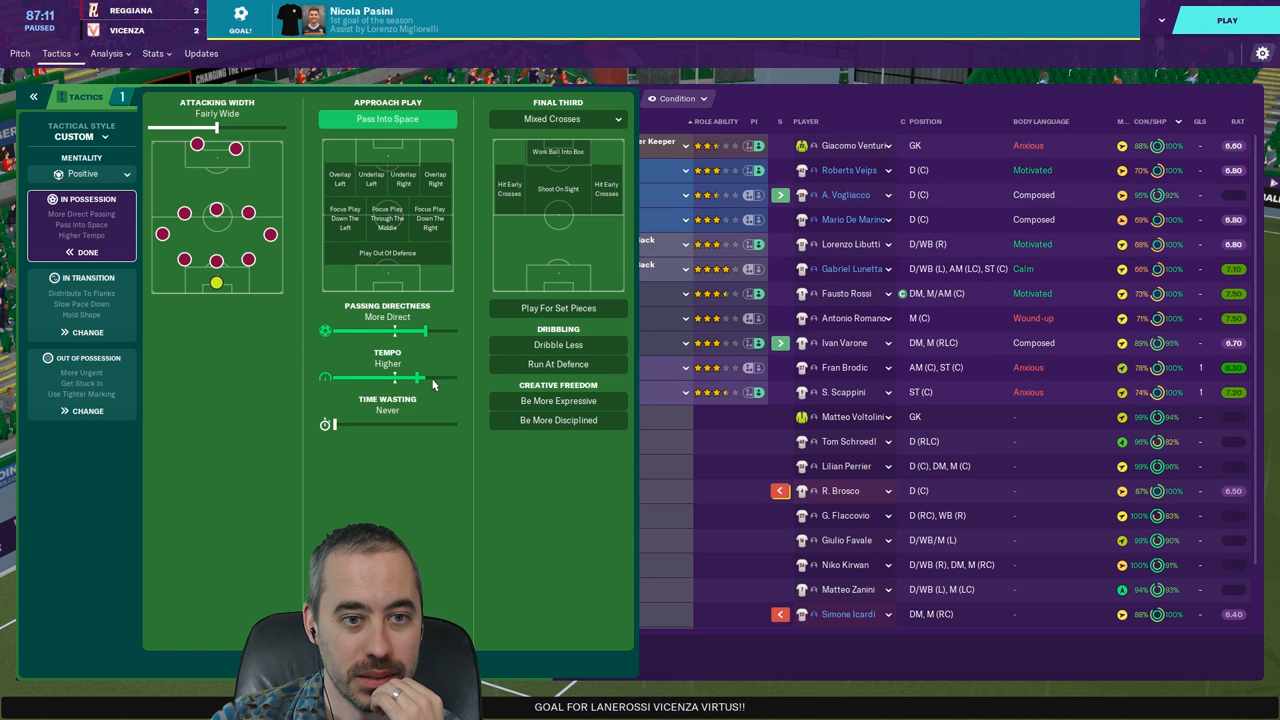 87:11
PAUSED
REGGIANA 2
VICENZA 2
GOAL!
Nicola Pasini
1st goal of the season
Assist by Lorenzo Migliorelli
PLAY
Pitch Tactics Analysis Stats Updates
CHANGING THE
TACTICS 1
TACTICAL STYLE
CUSTOM
MENTALITY
Positive
IN POSSESSION
More Direct Passing
Pass Into Space
Higher Tempo
DONE
IN TRANSITION
Distribute To Flanks
Slow Pace Down
Hold Shape
CHANGE
OUT OF POSSESSION
More Urgent
Get Stuck In
Use Tighter Marking
CHANGE
ATTACKING WIDTH
Fairly Wide
APPROACH PLAY
Pass Into Space
Overlap Left
Underlap Left
Underlap Right
Overlap Right
Focus Play Down The Left
Focus Play Through The Middle
Focus Play Down The Right
Play Out Of Defence
PASSING DIRECTNESS
More Direct
TEMPO
Higher
TIME WASTING
Never
FINAL THIRD
Mixed Crosses
Work Ball Into Box
Hit Early Crosses
Shoot On Sight
Hit Early Crosses
Play For Set Pieces
DRIBBLING
Dribble Less
Run At Defence
CREATIVE FREEDOM
Be More Expressive
Be More Disciplined
Condition
ROLE ABILITY PI S PLAYER C POSITION BODY LANGUAGE M... CON/SHP GLS RAT
er Keeper Giacomo Venturi GK Anxious 88% 100% - 6.60
Roberts Veips D (C) Motivated 70% 100% - 6.80
A. Vogliacco D (C) Composed 95% 92% -
Mario De Marino D (C) Composed 69% 100% - 6.80
ack Lorenzo Libutti D/WB (R) Motivated 68% 100% - 6.80
ack Gabriel Lunetta D/WB (L), AM (LC), ST (C) Calm 66% 100% - 7.10
Fausto Rossi C DM, M/AM (C) Motivated 73% 100% - 7.50
Antonio Romano M (C) Wound-up 71% 100% - 7.50
Ivan Varone DM, M (RLC) Composed 89% 95% - 6.70
Fran Brodic AM (C), ST (C) Anxious 78% 100% 1 8.30
S. Scappini ST (C) Anxious 74% 100% 1 7.20
Matteo Voltolini GK - 99% 94% -
Tom Schroedl D (RLC) - 96% 82% -
Lilian Perrier D (C), DM, M (C) - 99% 96% -
R. Brosco D (C) - 87% 100% - 6.50
G. Flaccovio D (RC), WB (R) - 100% 83% -
Giulio Favale D/WB/M (L) - 99% 90% -
Niko Kirwan D/WB (R), DM, M (RC) - 100% 91% -
Matteo Zanini D/WB (L), M (LC) - 94% 93% -
Simone Icardi DM, M (RC) - 88% 100% - 6.40
GOAL FOR LANEROSSI VICENZA VIRTUS!!